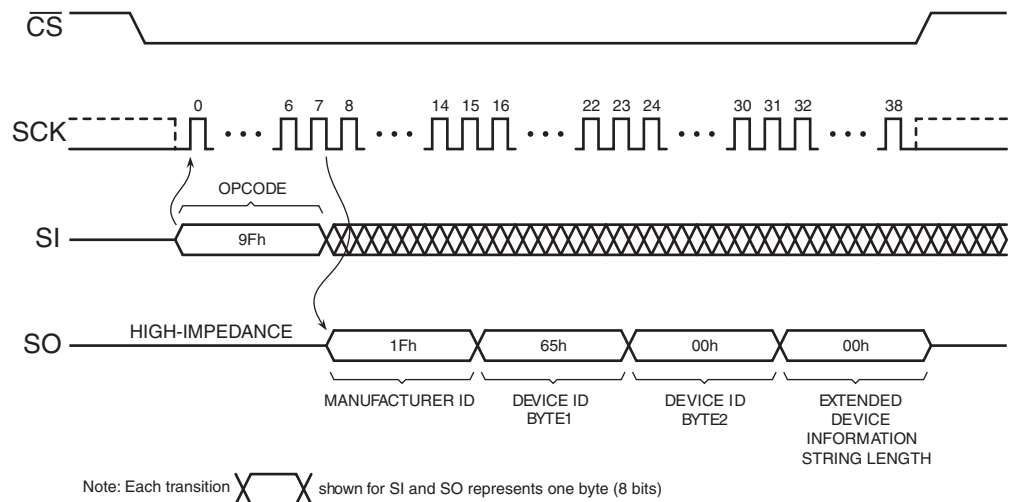 CS
SCK
0 6 7 8 14 15 16 22 23 24 30 31 32 38
OPCODE
SI
9Fh
HIGH-IMPEDANCE
SO
1Fh 65h 00h 00h
MANUFACTURER ID
DEVICE ID
BYTE1
DEVICE ID
BYTE2
EXTENDED
DEVICE
INFORMATION
STRING LENGTH
Note: Each transition shown for SI and SO represents one byte (8 bits)